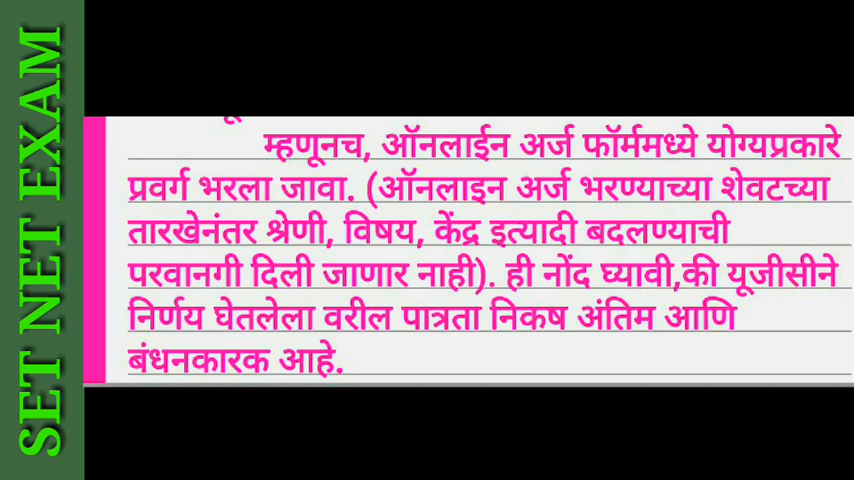 SET NET EXAM
म्हणूनच, ऑनलाईन अर्ज फॉर्ममध्ये योग्यप्रकारे
प्रवर्ग भरला जावा. (ऑनलाइन अर्ज भरण्याच्या शेवटच्या
तारखेनंतर श्रेणी, विषय, केंद्र इत्यादी बदलण्याची
परवानगी दिली जाणार नाही). ही नोंद घ्यावी,की यूजीसीने
निर्णय घेतलेला वरील पात्रता निकष अंतिम आणि
बंधनकारक आहे.